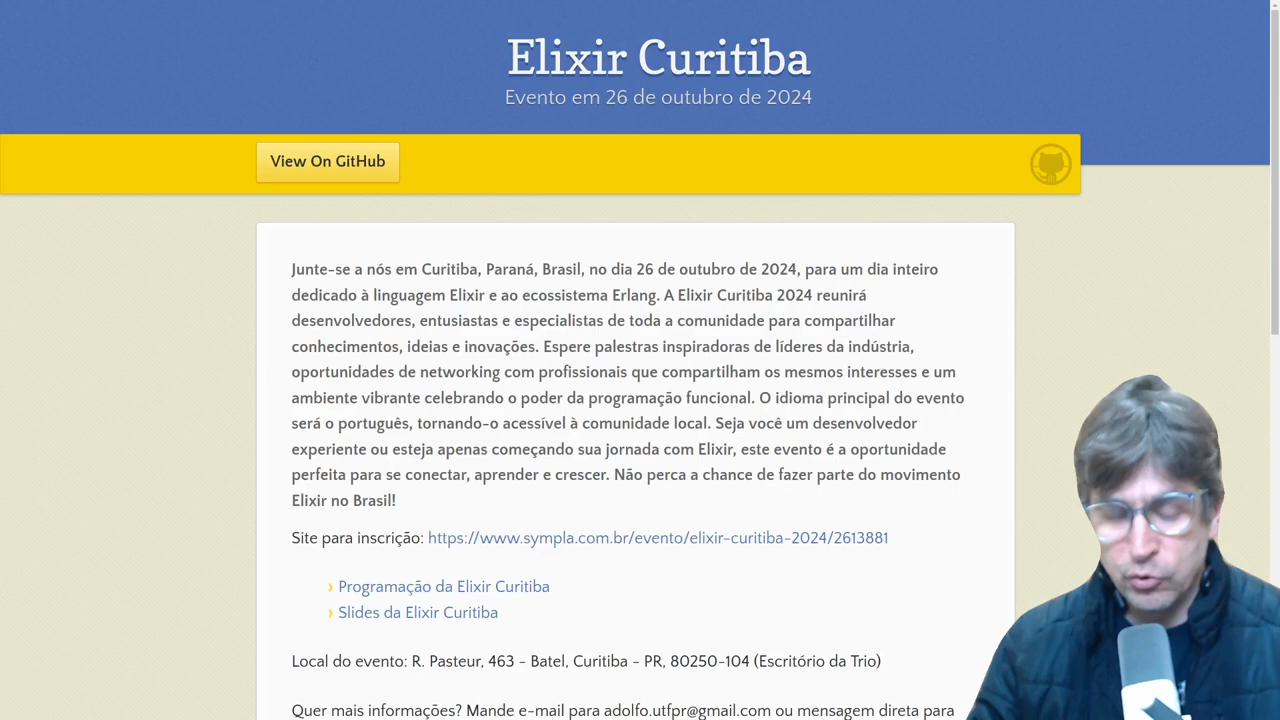 Elixir Curitiba
Evento em 26 de outubro de 2024
View On GitHub
Junte-se a nós em Curitiba, Paraná, Brasil, no dia 26 de outubro de 2024, para um dia inteiro
dedicado à linguagem Elixir e ao ecossistema Erlang. A Elixir Curitiba 2024 reunirá
desenvolvedores, entusiastas e especialistas de toda a comunidade para compartilhar
conhecimentos, ideias e inovações. Espere palestras inspiradoras de líderes da indústria,
oportunidades de networking com profissionais que compartilham os mesmos interesses e um
ambiente vibrante celebrando o poder da programação funcional. O idioma principal do evento
será o português, tornando-o acessível à comunidade local. Seja você um desenvolvedor
experiente ou esteja apenas começando sua jornada com Elixir, este evento é a oportunidade
perfeita para se conectar, aprender e crescer. Não perca a chance de fazer parte do movimento
Elixir no Brasil!
Site para inscrição: https://www.sympla.com.br/evento/elixir-curitiba-2024/2613881
› Programação da Elixir Curitiba
› Slides da Elixir Curitiba
Local do evento: R. Pasteur, 463 - Batel, Curitiba - PR, 80250-104 (Escritório da Trio)
Quer mais informações? Mande e-mail para adolfo.utfpr@gmail.com ou mensagem direta para